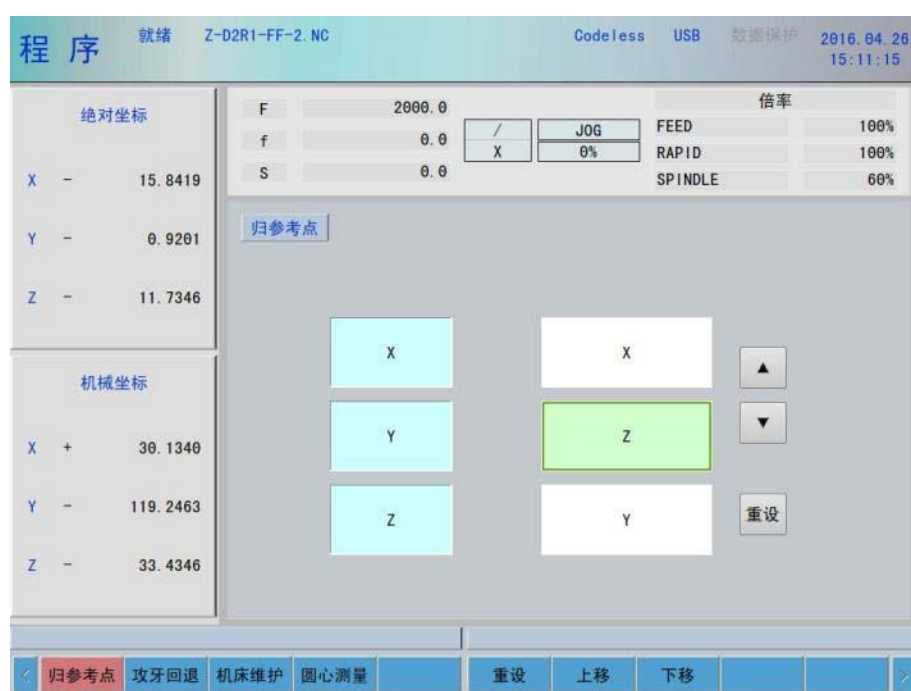 程 序 就绪 Z-D2R1-FF-2.NC Codeless USB 数据保护 2016.04.26
15:11:15
绝对坐标
X - 15.8419
Y - 0.9201
Z - 11.7346
机械坐标
X + 30.1340
Y - 119.2463
Z - 33.4346
F 2000.0
f 0.0
S 0.0
/ JOG
X 0%
倍率
FEED 100%
RAPID 100%
SPINDLE 60%
归参考点
X X ▲
Y Z ▼
Z Y 重设
< 归参考点 攻牙回退 机床维护 圆心测量 重设 上移 下移 >